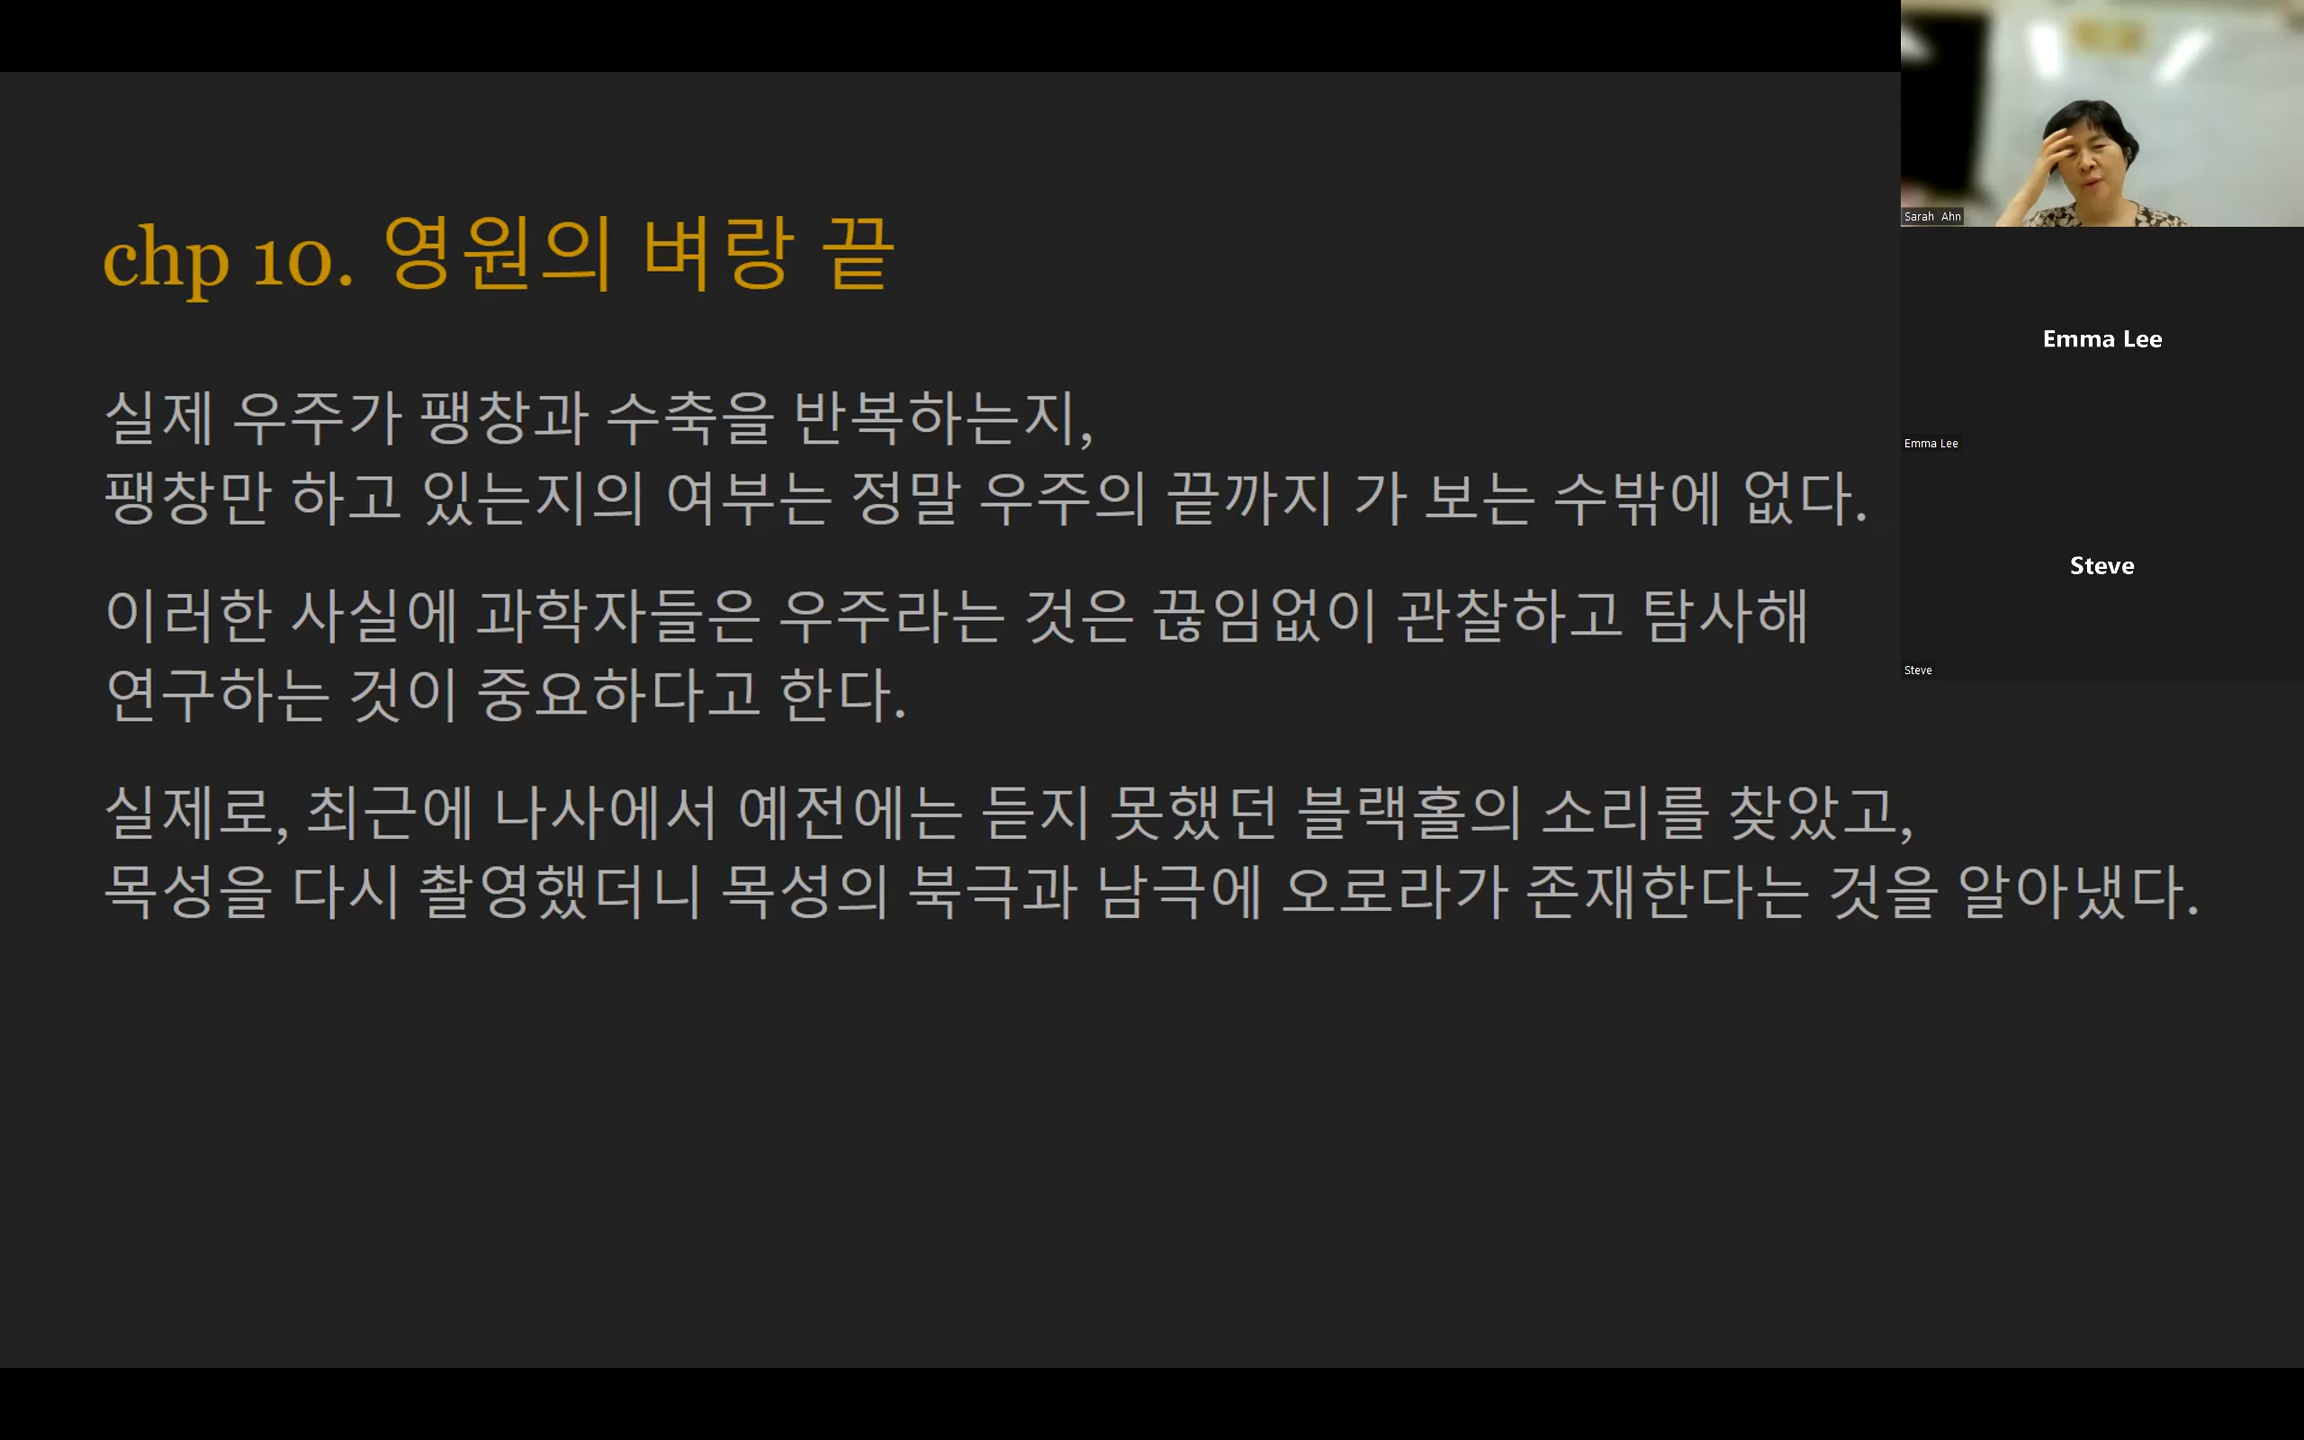 chp 10. 영원의 벼랑 끝
실제 우주가 팽창과 수축을 반복하는지,
팽창만 하고 있는지의 여부는 정말 우주의 끝까지 가 보는 수밖에 없다.
이러한 사실에 과학자들은 우주라는 것은 끊임없이 관찰하고 탐사해
연구하는 것이 중요하다고 한다.
실제로, 최근에 나사에서 예전에는 듣지 못했던 블랙홀의 소리를 찾았고,
목성을 다시 촬영했더니 목성의 북극과 남극에 오로라가 존재한다는 것을 알아냈다.
Sarah Ahn
Emma Lee
Emma Lee
Steve
Steve